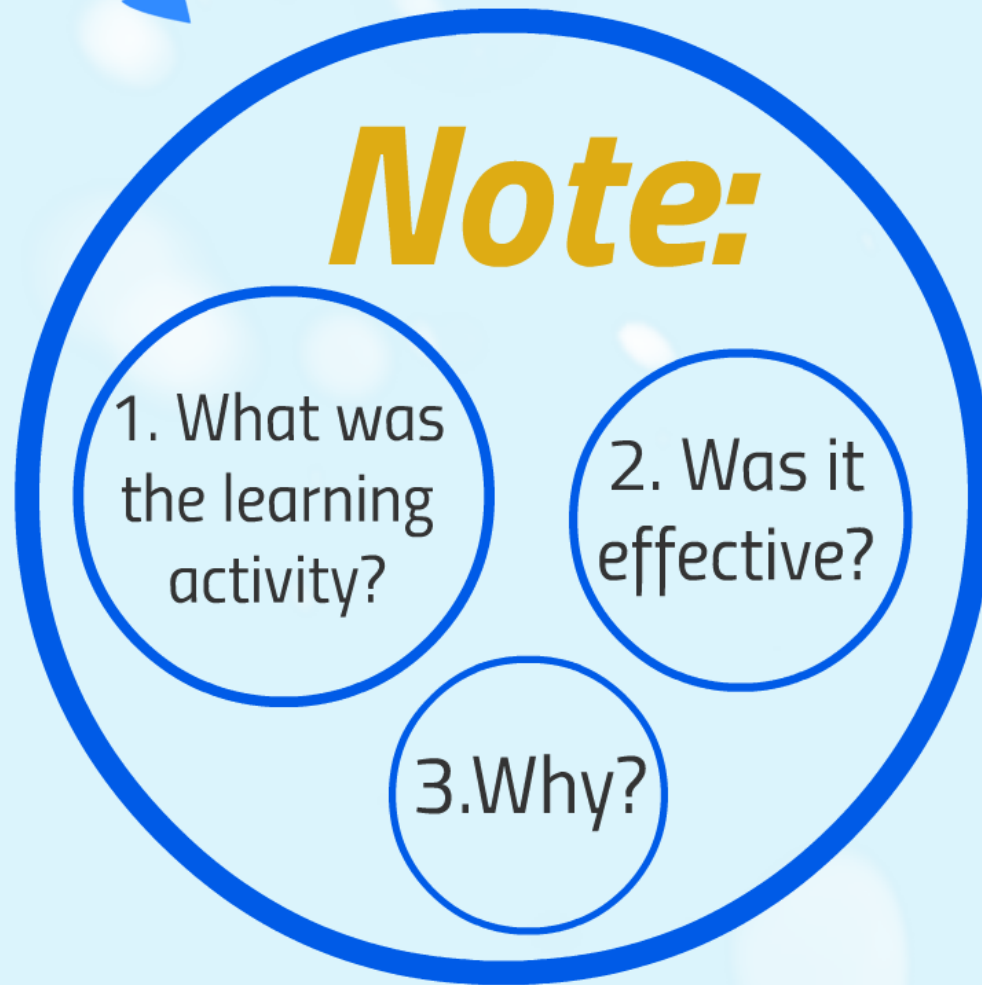 Note:
1. What was
the learning
activity?
2. Was it
effective?
3.Why?